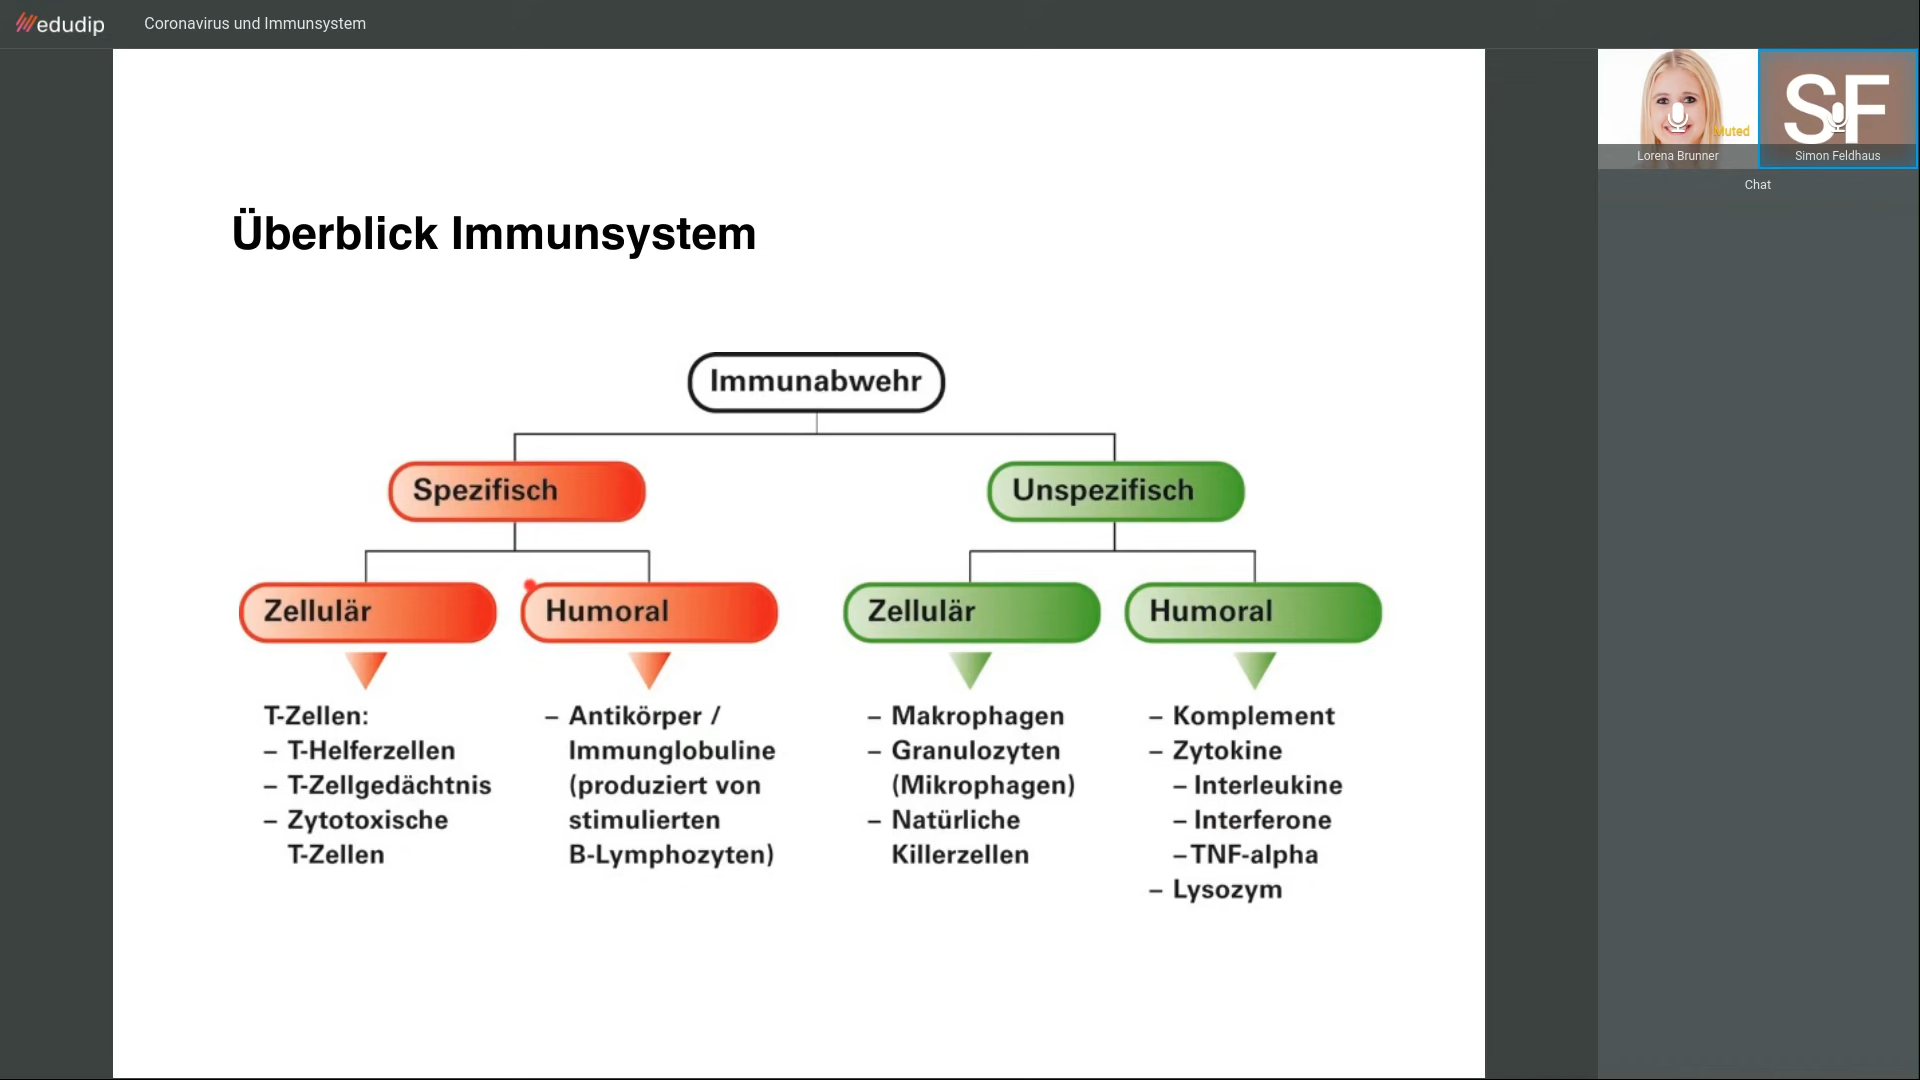 edudip
Coronavirus und Immunsystem
Überblick Immunsystem
Immunabwehr
Spezifisch
Unspezifisch
Zellulär
Humoral
Zellulär
Humoral
T-Zellen:
– T-Helferzellen
– T-Zellgedächtnis
– Zytotoxische
T-Zellen
– Antikörper /
Immunglobuline
(produziert von
stimulierten
B-Lymphozyten)
– Makrophagen
– Granulozyten
(Mikrophagen)
– Natürliche
Killerzellen
– Komplement
– Zytokine
– Interleukine
– Interferone
– TNF-alpha
– Lysozym
Muted
Lorena Brunner
SF
Simon Feldhaus
Chat